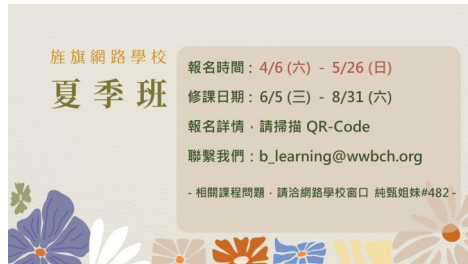 旌旗網路學校
夏季班
報名時間：4/6 (六) - 5/26 (日)
修課日期：6/5 (三) - 8/31 (六)
報名詳情，請掃描 QR-Code
聯繫我們：b_learning@wwbch.org
- 相關課程問題，請洽網路學校窗口 純甄姐妹#482 -